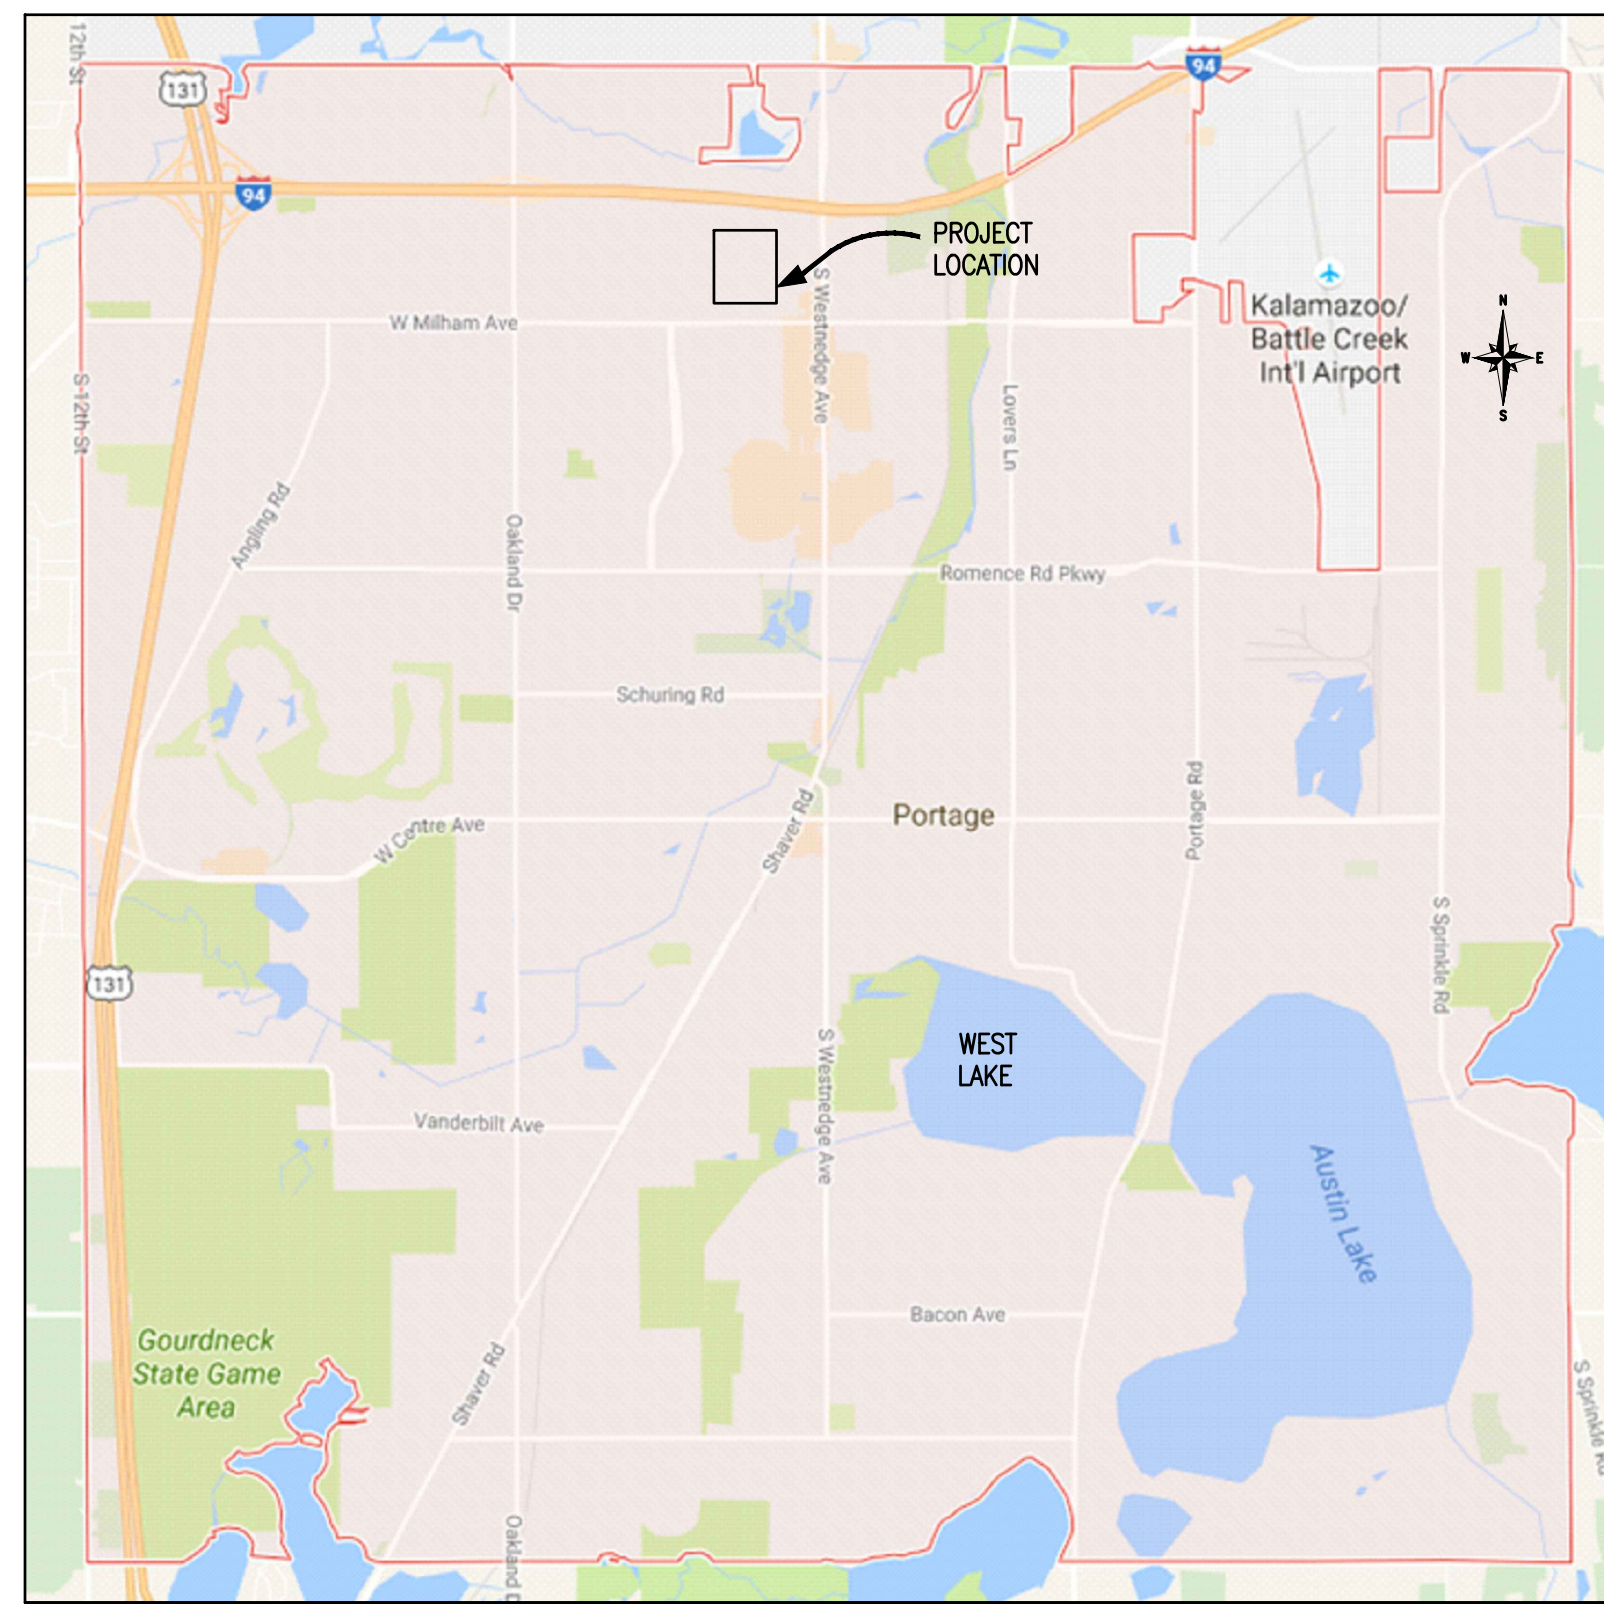 12th St
131
94
94
PROJECT
LOCATION
S Westnedge Ave
Kalamazoo/
Battle Creek
Int'l Airport
N
W
E
S
W Milham Ave
S 12th St
Lovers Ln
Angling Rd
Oakland Dr
Romence Rd Pkwy
Schuring Rd
Portage Rd
Shaver Rd
Portage
W Centre Ave
S Sprinkle Rd
131
WEST
LAKE
S Westnedge Ave
Vanderbilt Ave
Austin Lake
Bacon Ave
Gourdneck
State Game
Area
Shaver Rd
S Sprinkle Rd
Oakland D